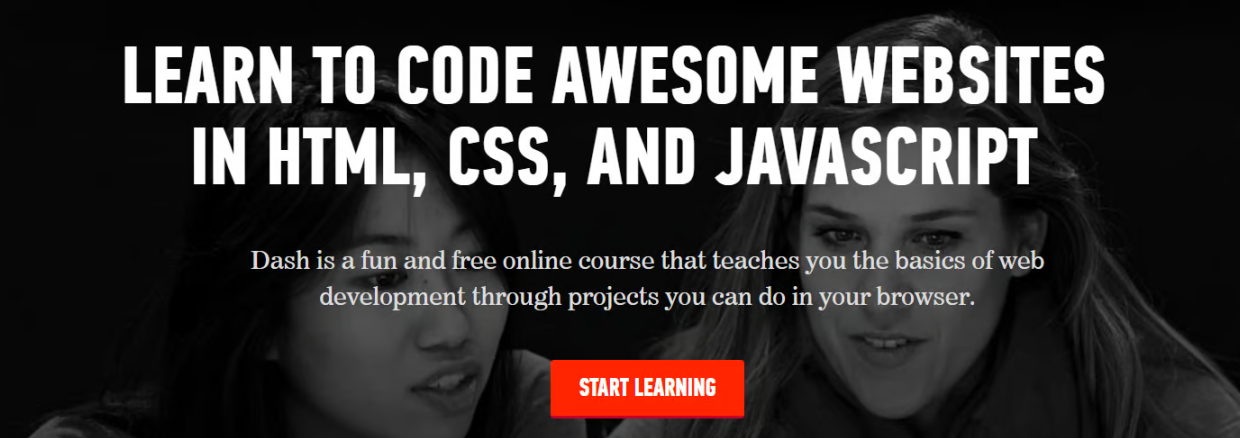 LEARN TO CODE AWESOME WEBSITES
IN HTML, CSS, AND JAVASCRIPT
Dash is a fun and free online course that teaches you the basics of web
development through projects you can do in your browser.
START LEARNING